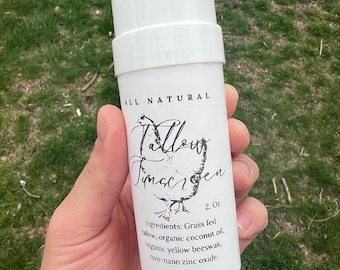 ALL NATURAL
Tallow
Sunscreen
2 Oz
Ingredients: Grass fed
tallow, organic coconut oil,
organic yellow beeswax,
non-nano zinc oxide.